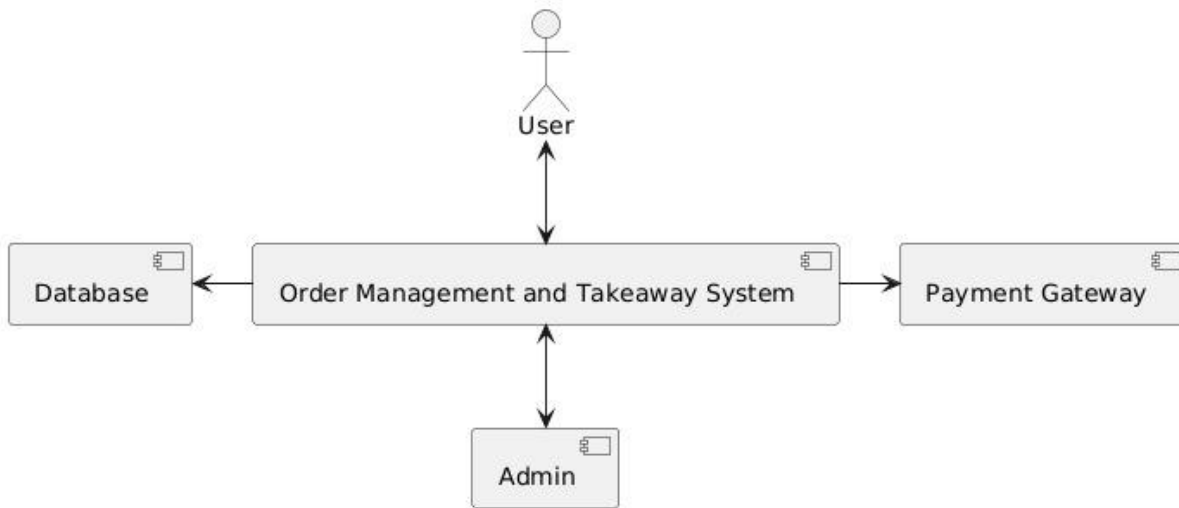 User
Database
Order Management and Takeaway System
Payment Gateway
Admin